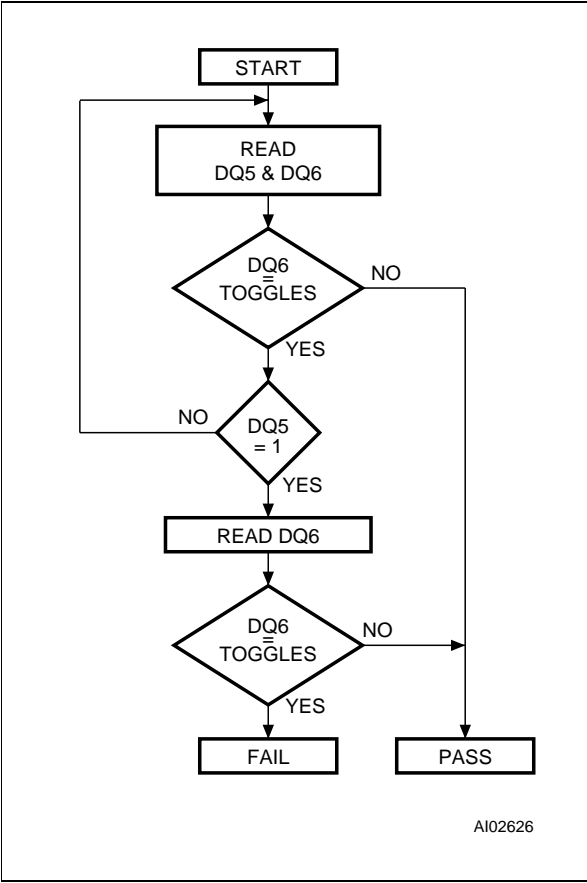 START
READ
DQ5 & DQ6
DQ6
=
TOGGLES
NO
YES
NO
DQ5
= 1
YES
READ DQ6
DQ6
=
TOGGLES
NO
YES
FAIL
PASS
AI02626